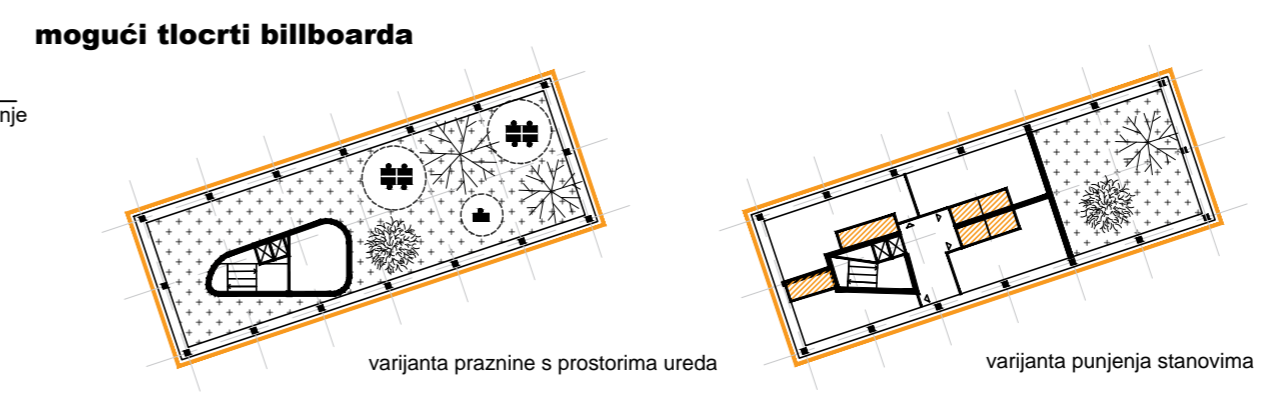 mogući tlocrti billboarda
nje
varijanta praznine s prostorima ureda
varijanta punjenja stanovima